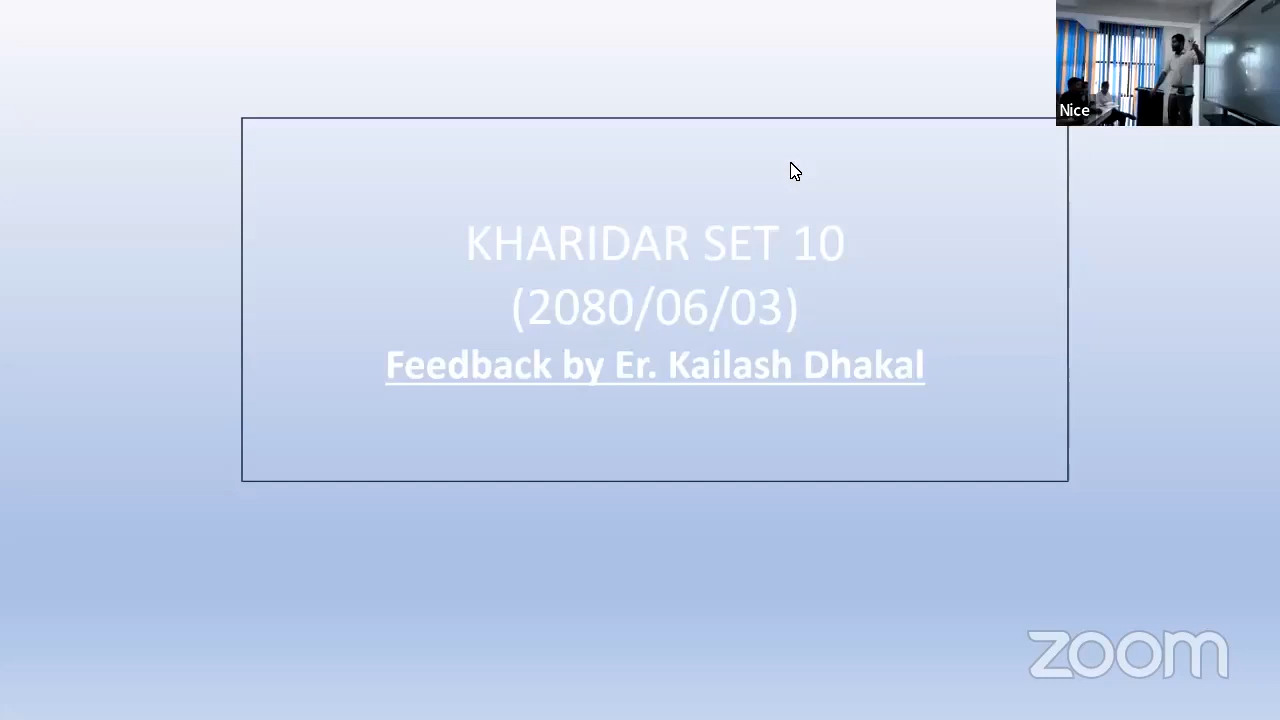 Nice
KHARIDAR SET 10
(2080/06/03)
Feedback by Er. Kailash Dhakal
zoom